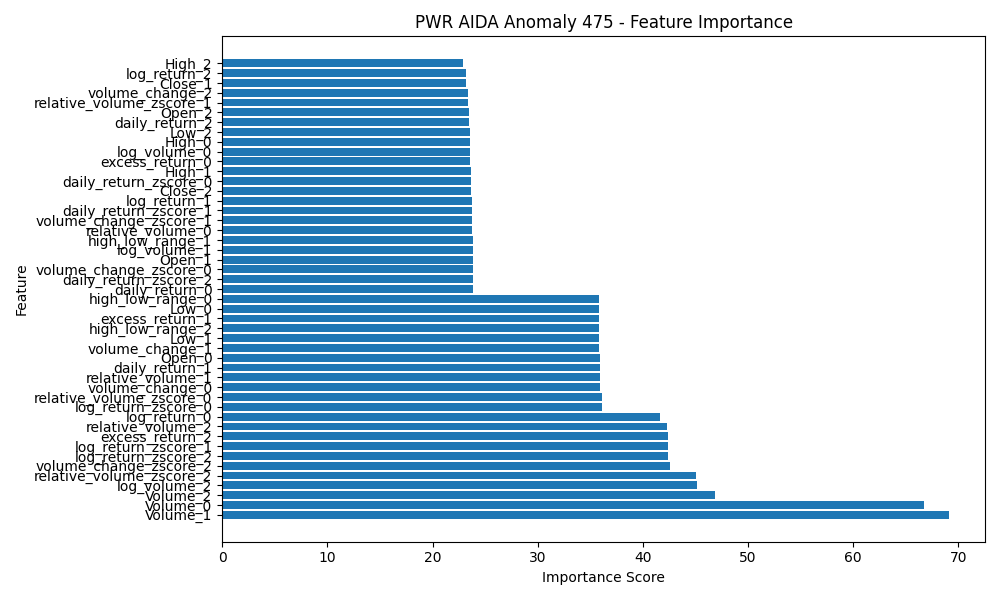 PWR AIDA Anomaly 475 - Feature Importance
High_2
log_return_2
Close_1
volume_change_2
relative_volume_zscore_1
Open_2
daily_return_2
Low_2
High_0
log_volume_0
excess_return_0
High_1
daily_return_zscore_0
Close_2
log_return_1
daily_return_zscore_1
volume_change_zscore_1
relative_volume_0
high_low_range_1
log_volume_1
Open_1
volume_change_zscore_0
daily_return_zscore_2
daily_return_0
high_low_range_0
Low_0
excess_return_1
high_low_range_2
Low_1
volume_change_1
Open_0
daily_return_1
relative_volume_1
volume_change_0
relative_volume_zscore_0
log_return_zscore_0
log_return_0
relative_volume_2
excess_return_2
log_return_zscore_1
log_return_zscore_2
volume_change_zscore_2
relative_volume_zscore_2
log_volume_2
Volume_2
Volume_0
Volume_1
Feature
0 10 20 30 40 50 60 70
Importance Score